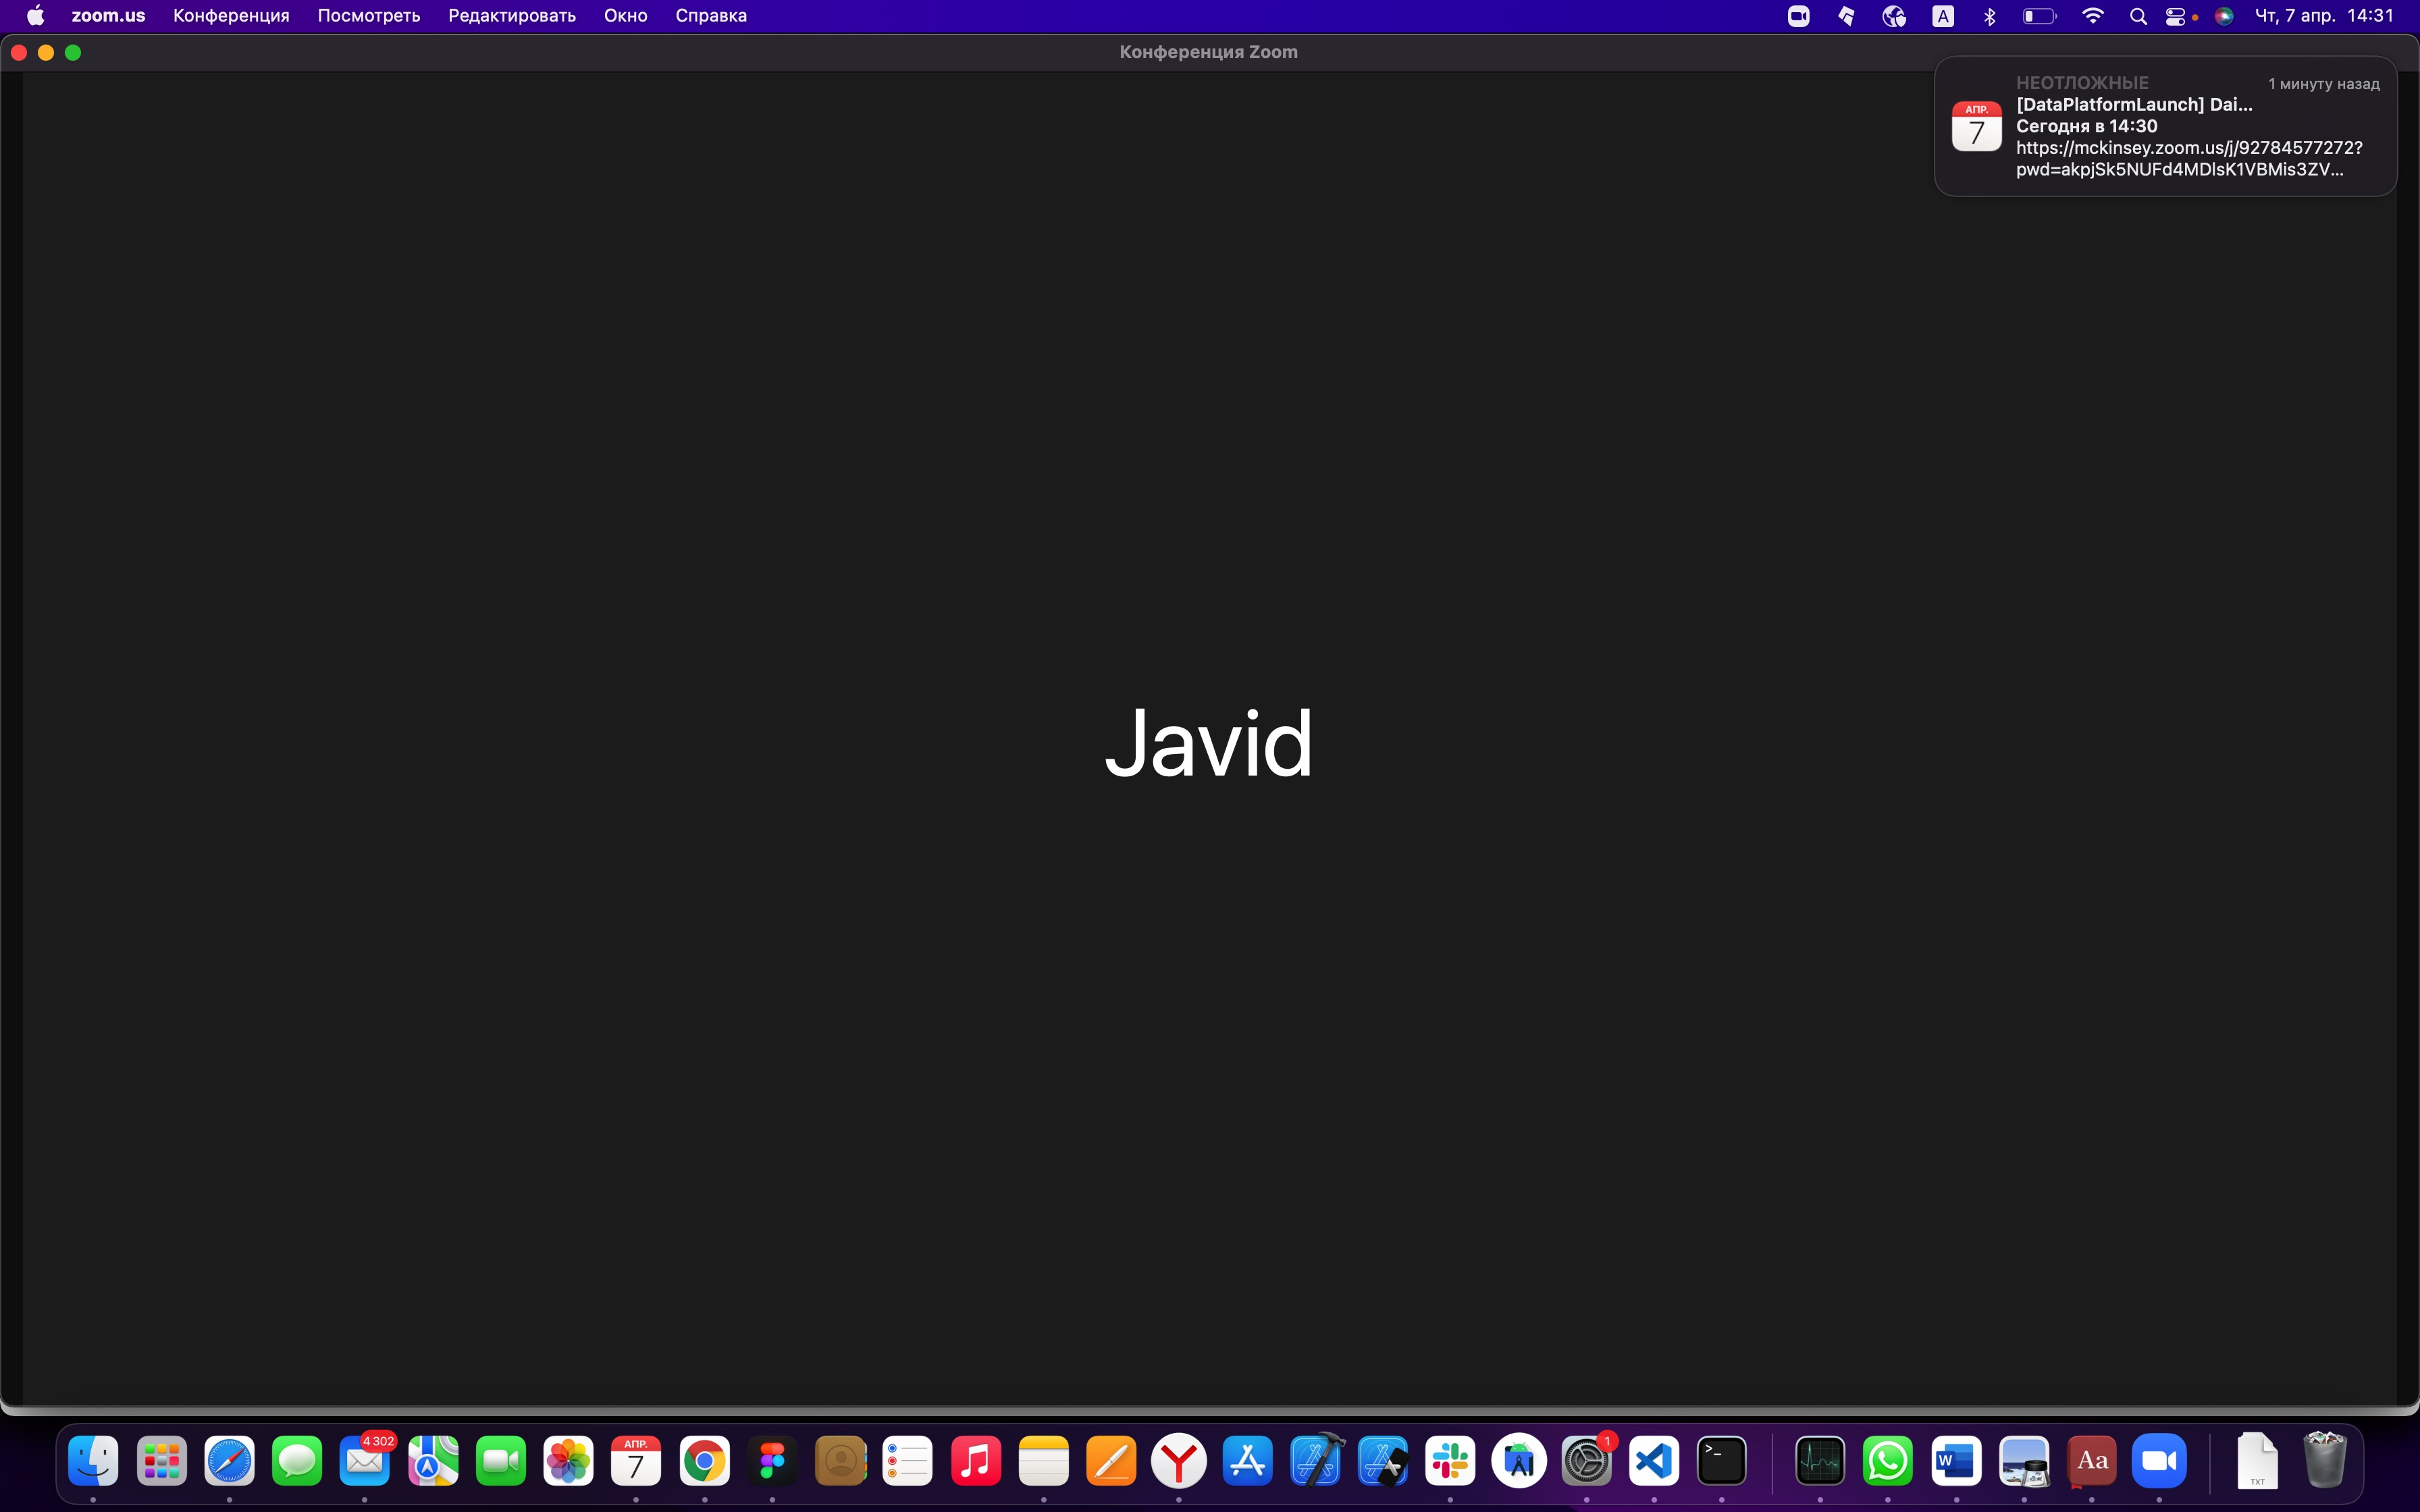 zoom.us Конференция Посмотреть Редактировать Окно Справка
A
Чт, 7 апр. 14:31
Конференция Zoom
НЕОТЛОЖНЫЕ 1 минуту назад
АПР.
7
[DataPlatformLaunch] Dai...
Сегодня в 14:30
https://mckinsey.zoom.us/j/92784577272?
pwd=akpjSk5NUFd4MDlsK1VBMis3ZV...
Javid
4 302
АПР.
7
1
>_
W
Aa
TXT